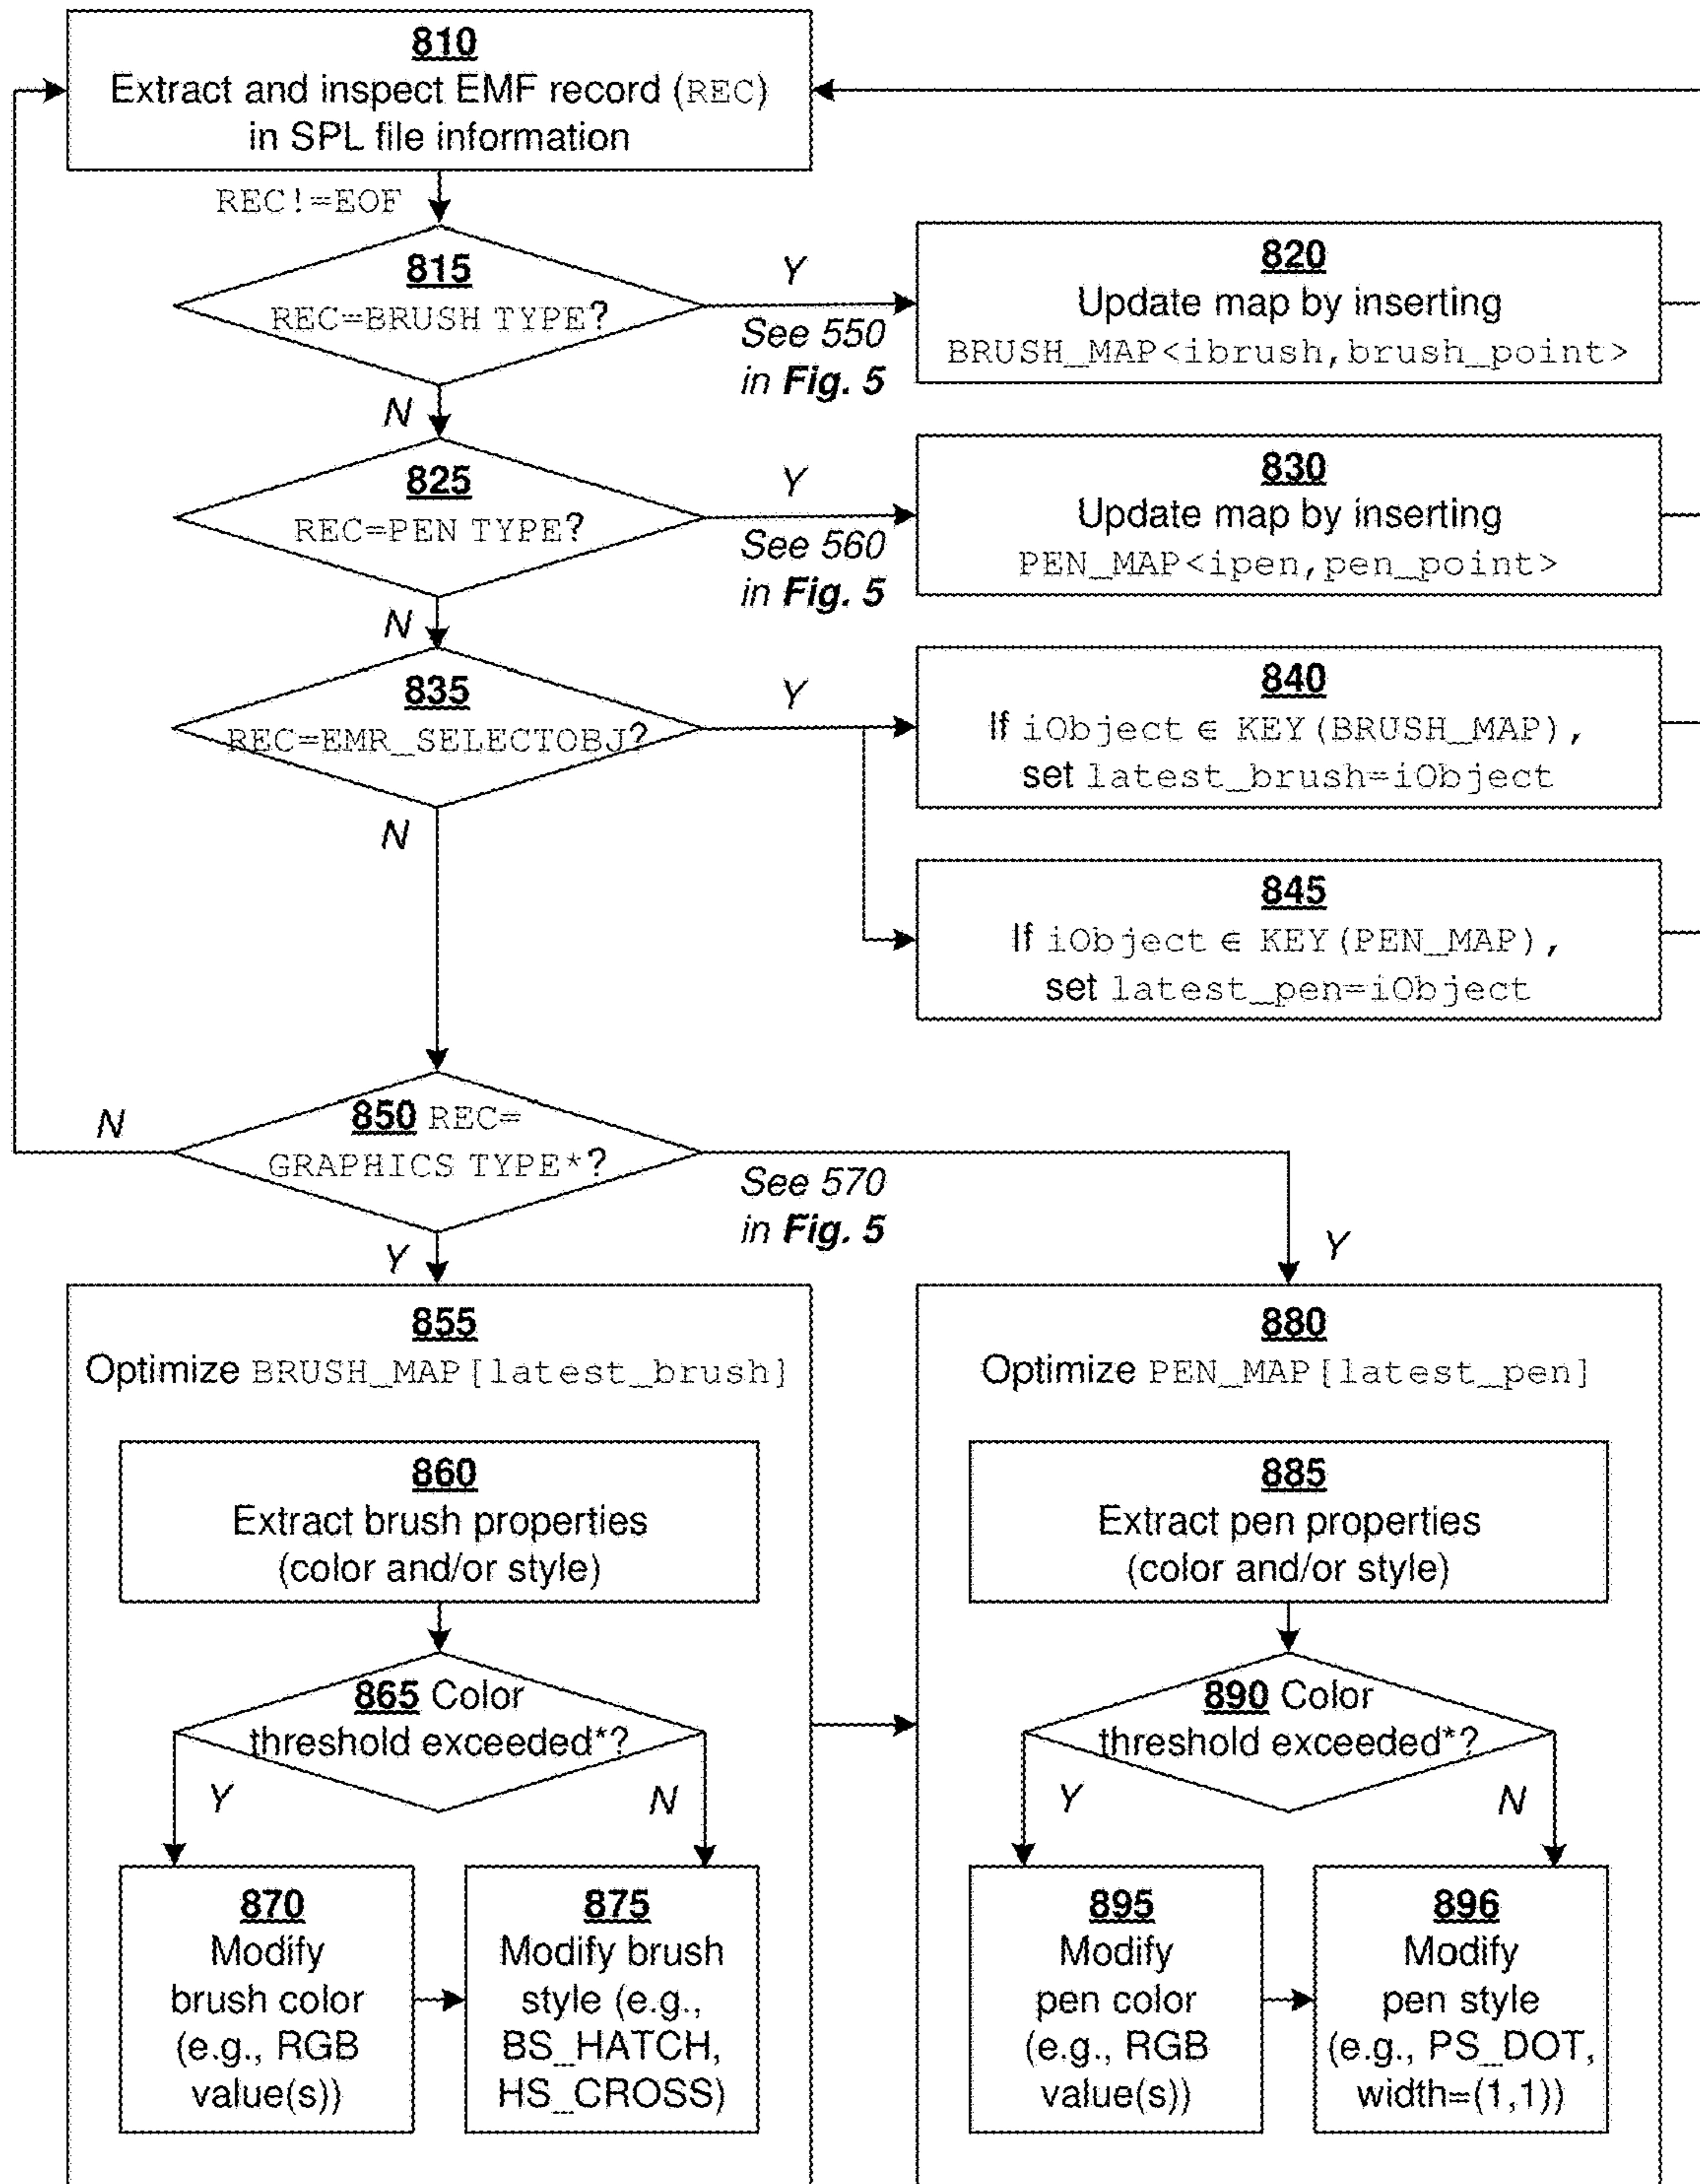 810
Extract and inspect EMF record (REC)
in SPL file information
REC!=EOF
815
REC=BRUSH TYPE?
Y
See 550
in Fig. 5
820
Update map by inserting
BRUSH_MAP<ibrush,brush_point>
N
825
REC=PEN TYPE?
Y
See 560
in Fig. 5
830
Update map by inserting
PEN_MAP<ipen,pen_point>
N
835
REC=EMR_SELECTOBJ?
Y
840
If iObject ∈ KEY(BRUSH_MAP),
set latest_brush=iObject
N
845
If iObject ∈ KEY(PEN_MAP),
set latest_pen=iObject
N
850 REC=
GRAPHICS TYPE*?
See 570
in Fig. 5
Y
Y
855
Optimize BRUSH_MAP[latest_brush]
860
Extract brush properties
(color and/or style)
865 Color
threshold exceeded*?
Y
N
870
Modify
brush color
(e.g., RGB
value(s))
875
Modify brush
style (e.g.,
BS_HATCH,
HS_CROSS)
880
Optimize PEN_MAP[latest_pen]
885
Extract pen properties
(color and/or style)
890 Color
threshold exceeded*?
Y
N
895
Modify
pen color
(e.g., RGB
value(s))
896
Modify
pen style
(e.g., PS_DOT,
width=(1,1))